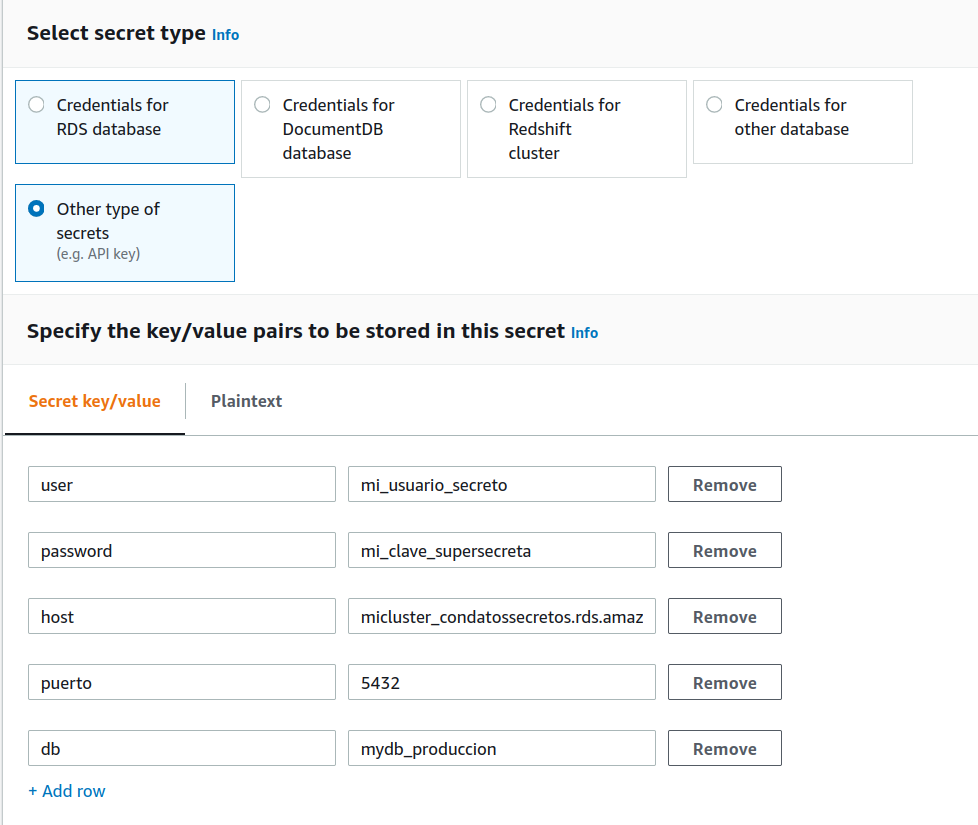 Select secret type Info
Credentials for
RDS database
Credentials for
DocumentDB
database
Credentials for
Redshift
cluster
Credentials for
other database
Other type of
secrets
(e.g. API key)
Specify the key/value pairs to be stored in this secret Info
Secret key/value
Plaintext
user mi_usuario_secreto Remove
password mi_clave_supersecreta Remove
host micluster_condatossecretos.rds.amaz Remove
puerto 5432 Remove
db mydb_produccion Remove
+ Add row